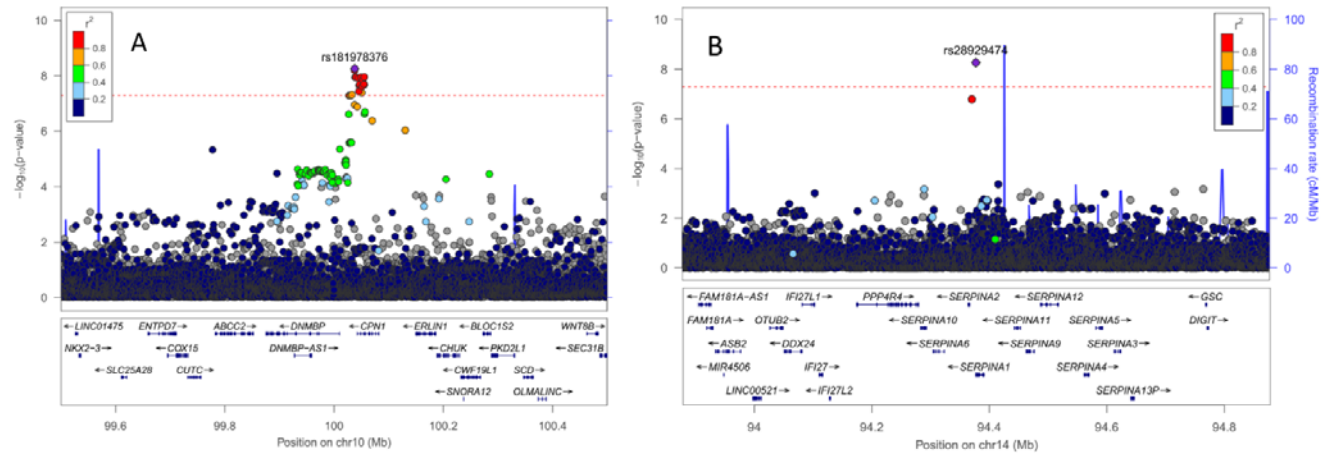 A
r²
0.8
0.6
0.4
0.2
rs181978376
10
8
6
4
2
0
−log₁₀(p−value)
←LINC01475
ENTPD7→
ABCC2→
←DNMBP
←CPN1
←ERLIN1
←BLOC1S2
WNT8B→
NKX2−3→
←COX15
DNMBP−AS1→
←CHUK
←PKD2L1
SEC31B
←SLC25A28
CUTC→
←CWF19L1
SCD→
←SNORA12
OLMALINC→
99.6
99.8
100
100.2
100.4
Position on chr10 (Mb)
B
r²
0.8
0.6
0.4
0.2
rs28929474
10
8
6
4
2
0
−log₁₀(p−value)
100
80
60
40
20
0
Recombination rate (cM/Mb)
←FAM181A−AS1
IFI27L1→
PPP4R4→
←SERPINA2
SERPINA12
←GSC
FAM181A→
OTUB2→
←SERPINA10
←SERPINA11
SERPINA5→
DIGIT→
←ASB2
←DDX24
←SERPINA6
SERPINA9
SERPINA3→
←MIR4506
IFI27→
←SERPINA1
SERPINA4→
LINC00521→
←IFI27L2
SERPINA13P→
94
94.2
94.4
94.6
94.8
Position on chr14 (Mb)